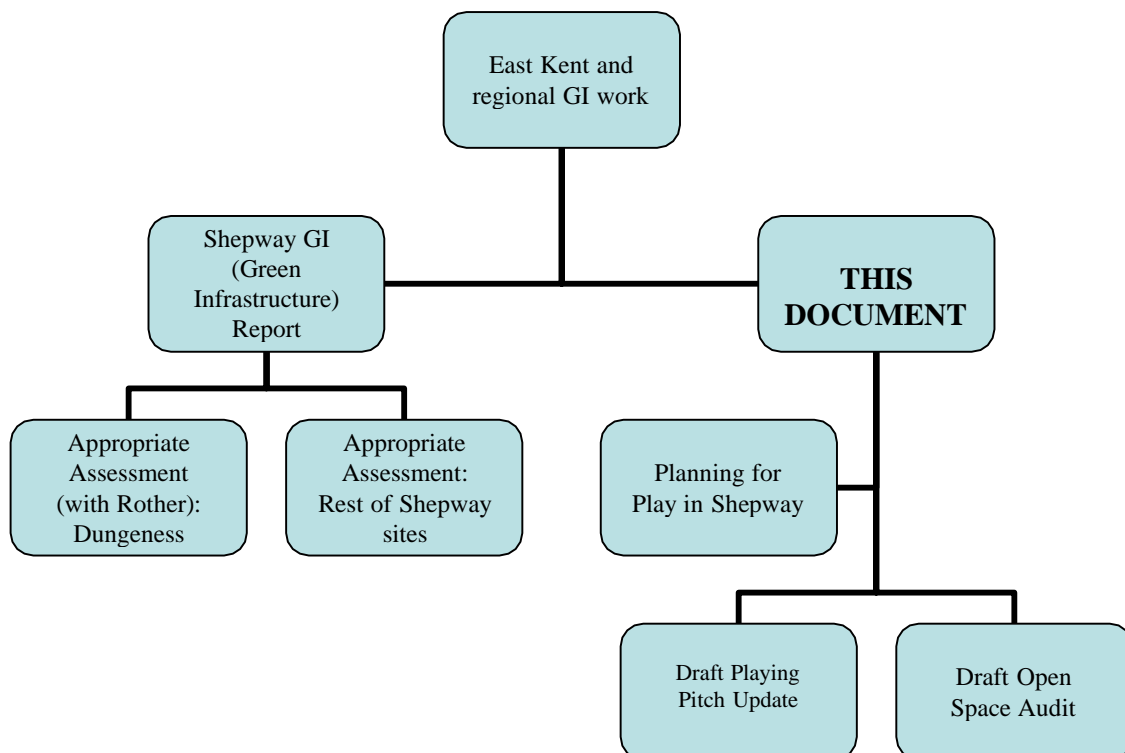 East Kent and
regional GI work
Shepway GI
(Green
Infrastructure)
Report
THIS
DOCUMENT
Appropriate
Assessment
(with Rother):
Dungeness
Appropriate
Assessment:
Rest of Shepway
sites
Planning for
Play in Shepway
Draft Playing
Pitch Update
Draft Open
Space Audit